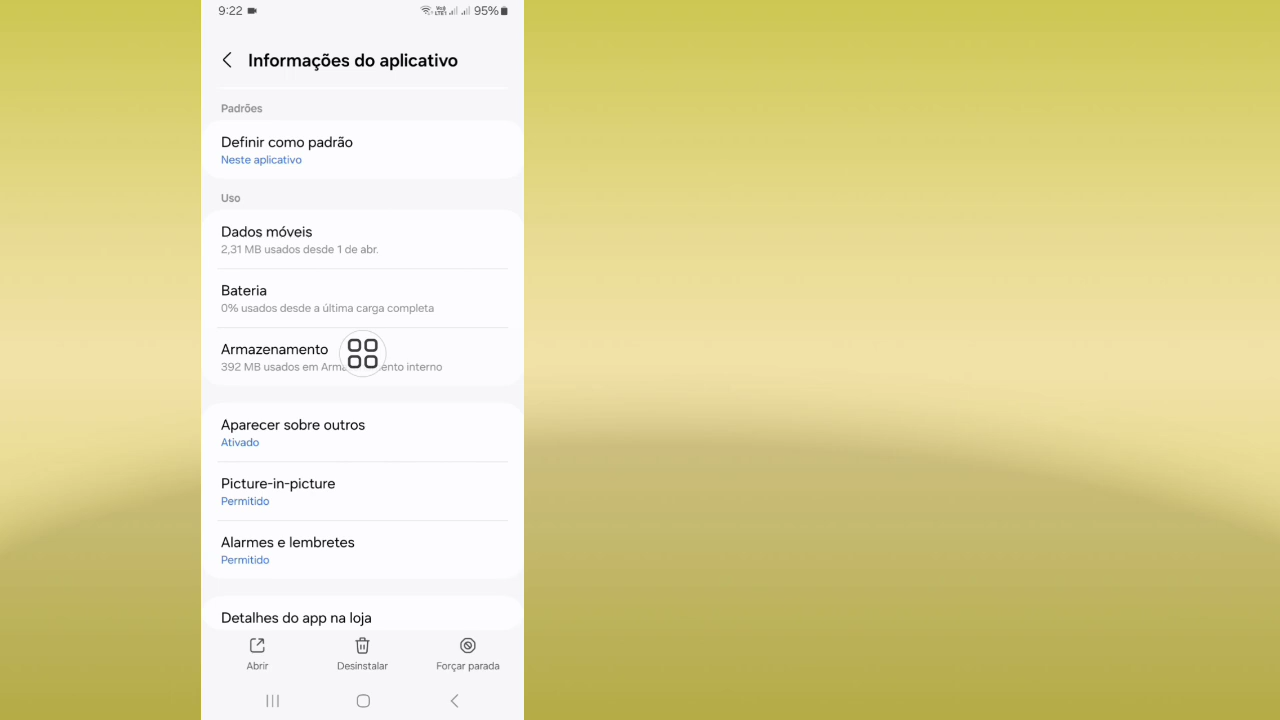 9:22
95%
Informações do aplicativo
Padrões
Definir como padrão
Neste aplicativo
Uso
Dados móveis
2,31 MB usados desde 1 de abr.
Bateria
0% usados desde a última carga completa
Armazenamento
392 MB usados em Arma ento interno
Aparecer sobre outros
Ativado
Picture-in-picture
Permitido
Alarmes e lembretes
Permitido
Detalhes do app na loja
Abrir
Desinstalar
Forçar parada